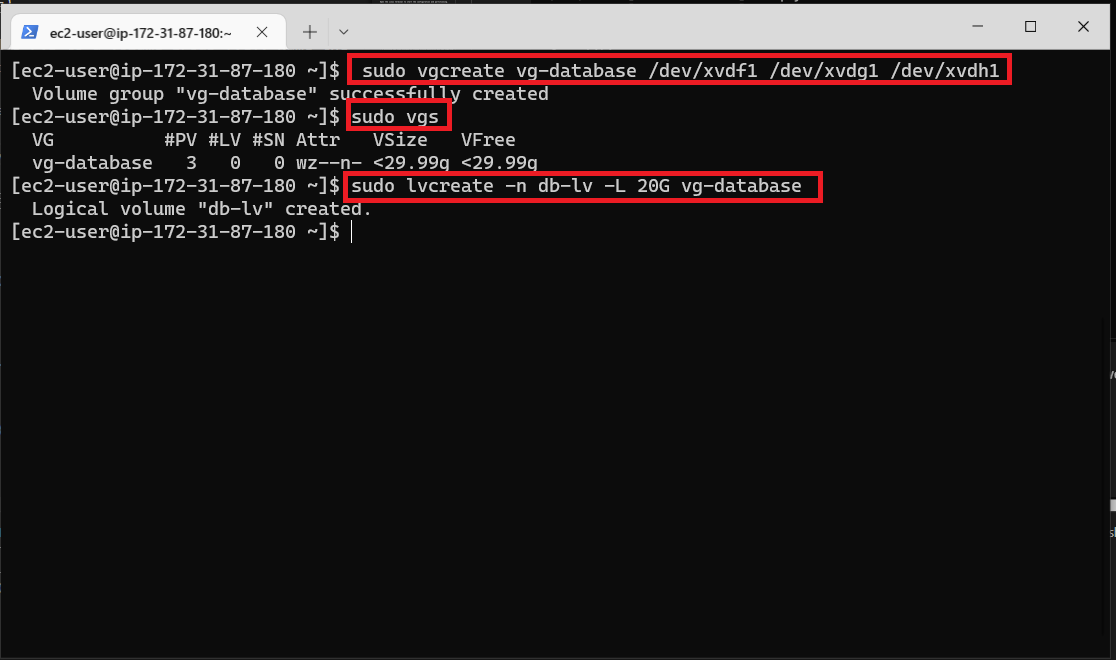 ec2-user@ip-172-31-87-180:~
[ec2-user@ip-172-31-87-180 ~]$  sudo vgcreate vg-database /dev/xvdf1 /dev/xvdg1 /dev/xvdh1
  Volume group "vg-database" successfully created
[ec2-user@ip-172-31-87-180 ~]$ sudo vgs
  VG          #PV #LV #SN Attr   VSize   VFree
  vg-database   3   0   0 wz--n- <29.99g <29.99g
[ec2-user@ip-172-31-87-180 ~]$ sudo lvcreate -n db-lv -L 20G vg-database
  Logical volume "db-lv" created.
[ec2-user@ip-172-31-87-180 ~]$